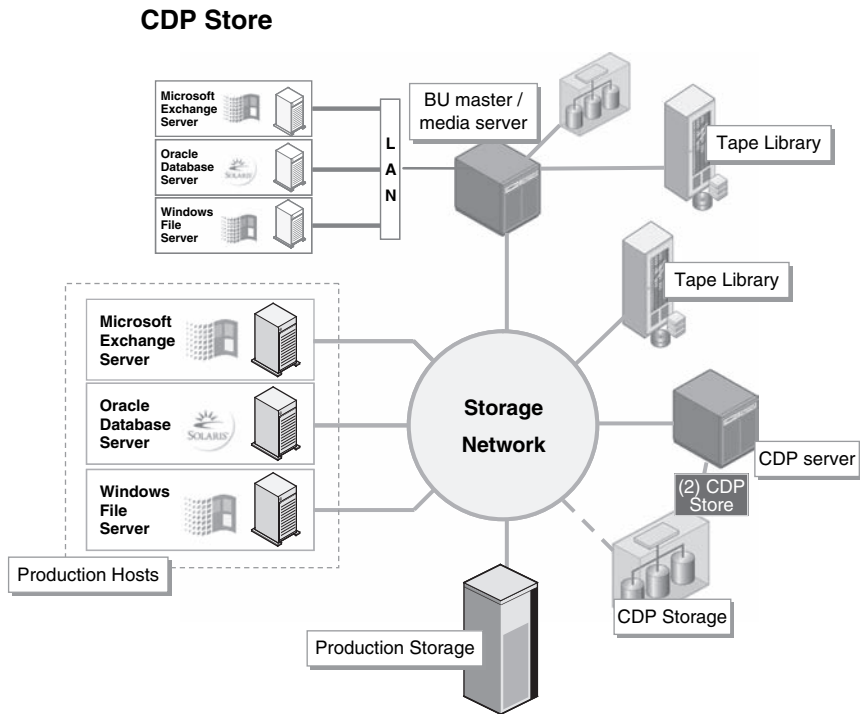 CDP Store
Microsoft
Exchange
Server
Oracle
Database
Server
SOLARIS
Windows
File
Server
L
A
N
BU master /
media server
Tape Library
Tape Library
Microsoft
Exchange
Server
Oracle
Database
Server
SOLARIS
Windows
File
Server
Production Hosts
Storage
Network
CDP server
(2) CDP
Store
CDP Storage
Production Storage